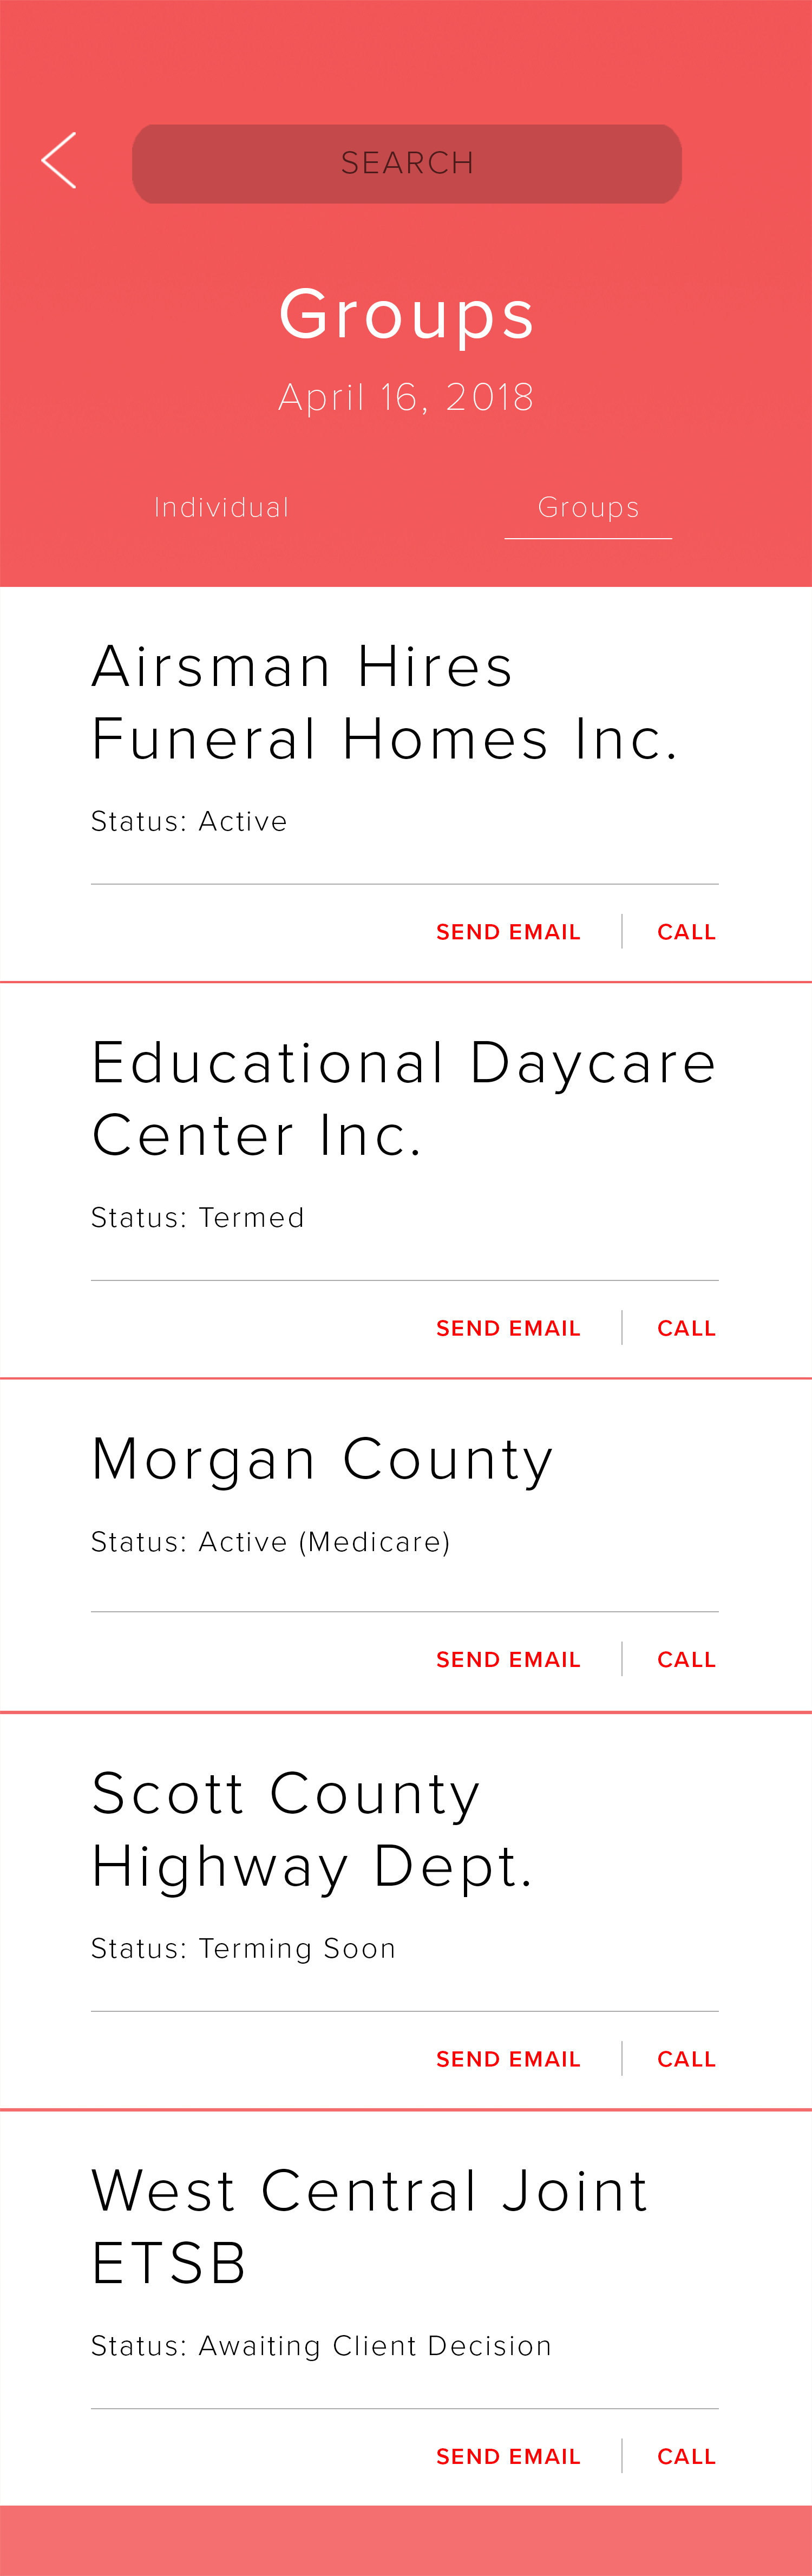 SEARCH
Groups
April 16, 2018
Individual
Groups
Airsman Hires
Funeral Homes Inc.
Status: Active
SEND EMAIL
CALL
Educational Daycare
Center Inc.
Status: Termed
SEND EMAIL
CALL
Morgan County
Status: Active (Medicare)
SEND EMAIL
CALL
Scott County
Highway Dept.
Status: Terming Soon
SEND EMAIL
CALL
West Central Joint
ETSB
Status: Awaiting Client Decision
SEND EMAIL
CALL